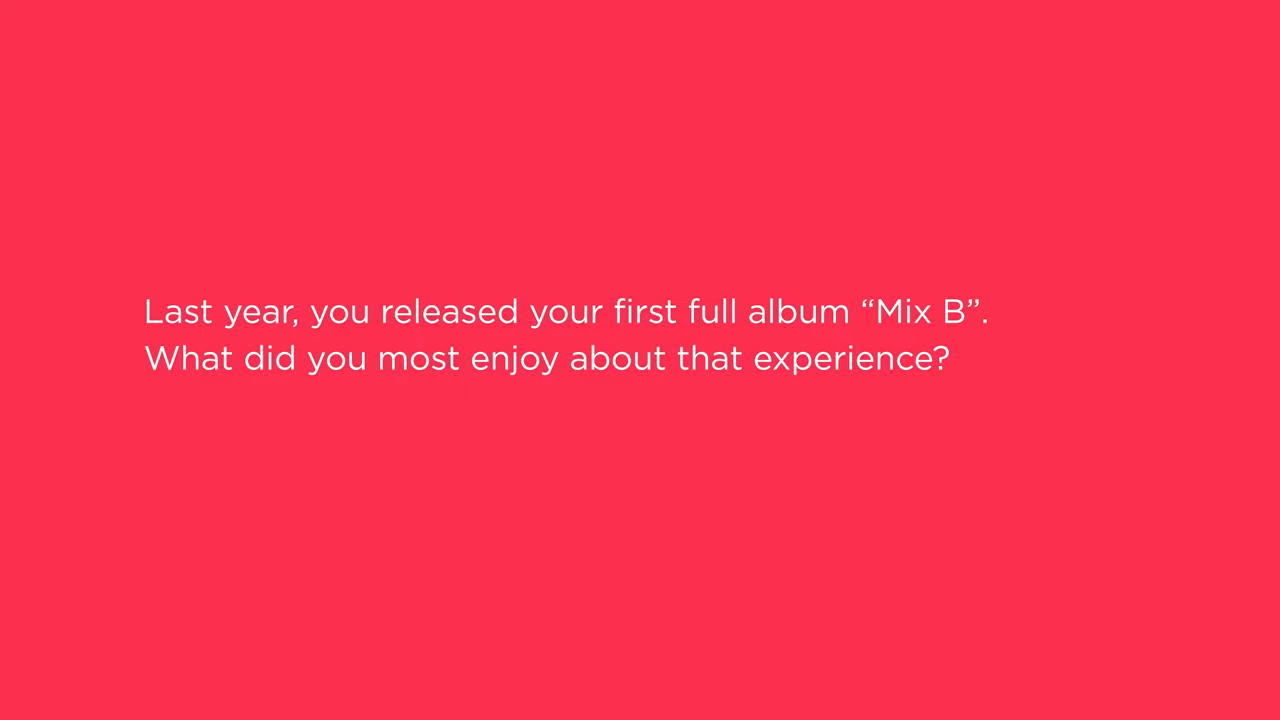 Last year, you released your first full album “Mix B”.
What did you most enjoy about that experience?